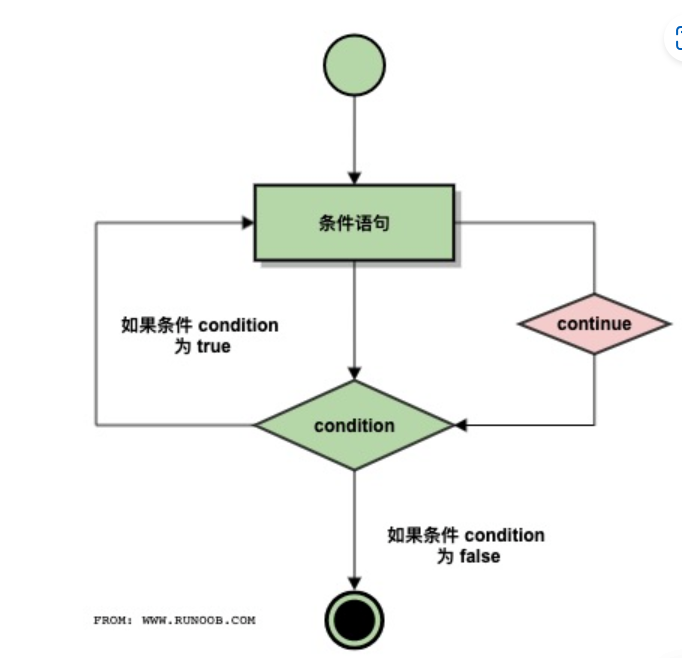 条件语句
如果条件 condition
为 true
continue
condition
如果条件 condition
为 false
FROM: WWW.RUNOOB.COM